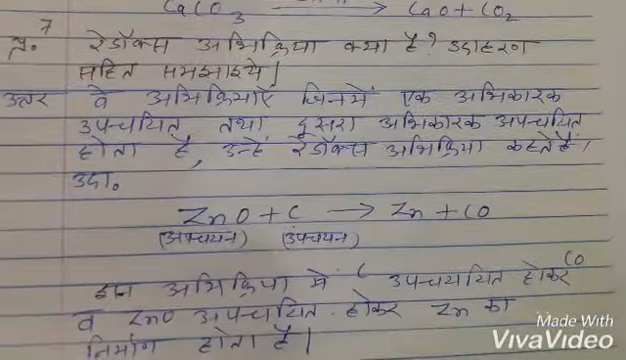 CaCO3 → CaO + CO2
प्र.7 रेडॉक्स अभिक्रिया क्या है? उदाहरण
सहित समझाइये।
उत्तर वे अभिक्रियाऐं जिनमें एक अभिकारक
उपचयित तथा दूसरा अभिकारक अपचयित
होता है, उन्हें रेडॉक्स अभिक्रिया कहते हैं।
उदा.
ZnO + C → Zn + CO
(अपचयन) (उपचयन)
इस अभिक्रिया में C उपचयित होकर CO
व ZnO अपचयित होकर Zn का
निर्माण होता है।
Made With
VivaVideo